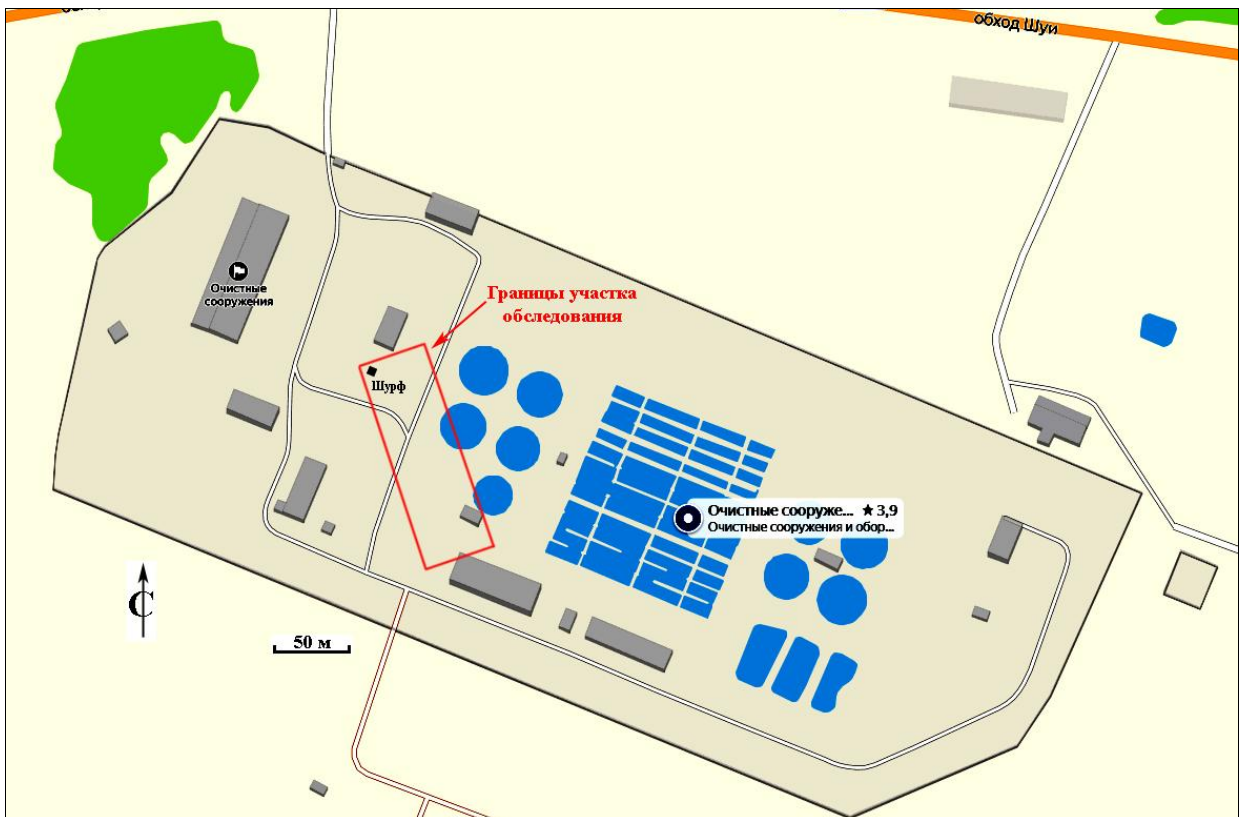 обход Шуи
Очистные
сооружения
Границы участка
обследования
Шурф
Очистные сооруже... ★ 3,9
Очистные сооружения и обор...
С
50 м